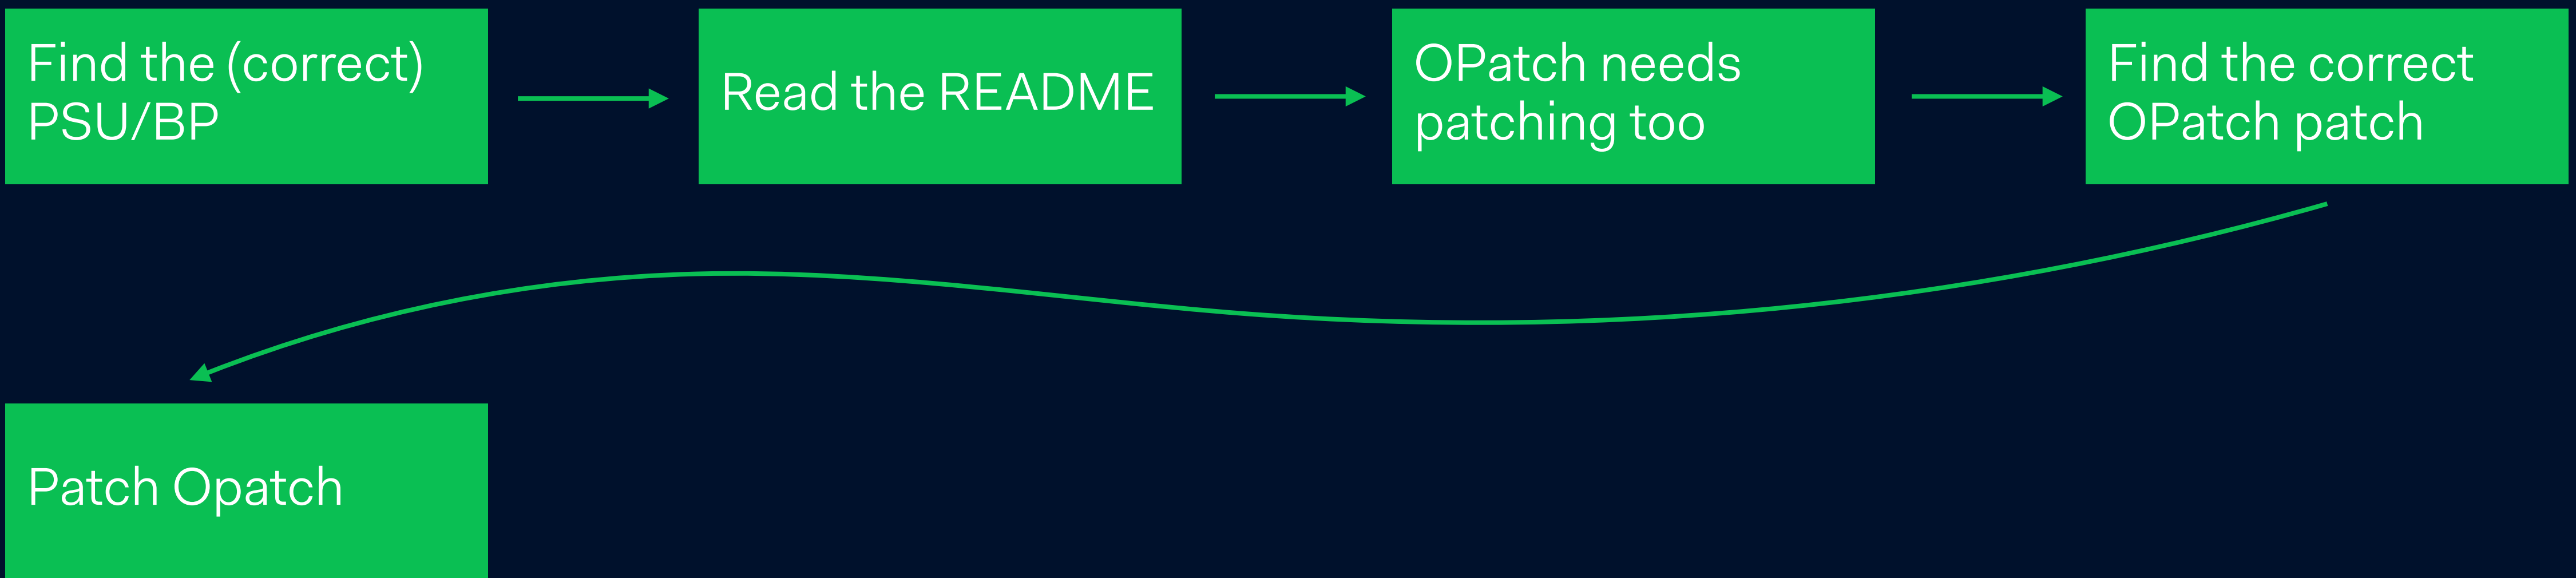 Find the (correct)
PSU/BP
Read the README
OPatch needs
patching too
Find the correct
OPatch patch
Patch Opatch